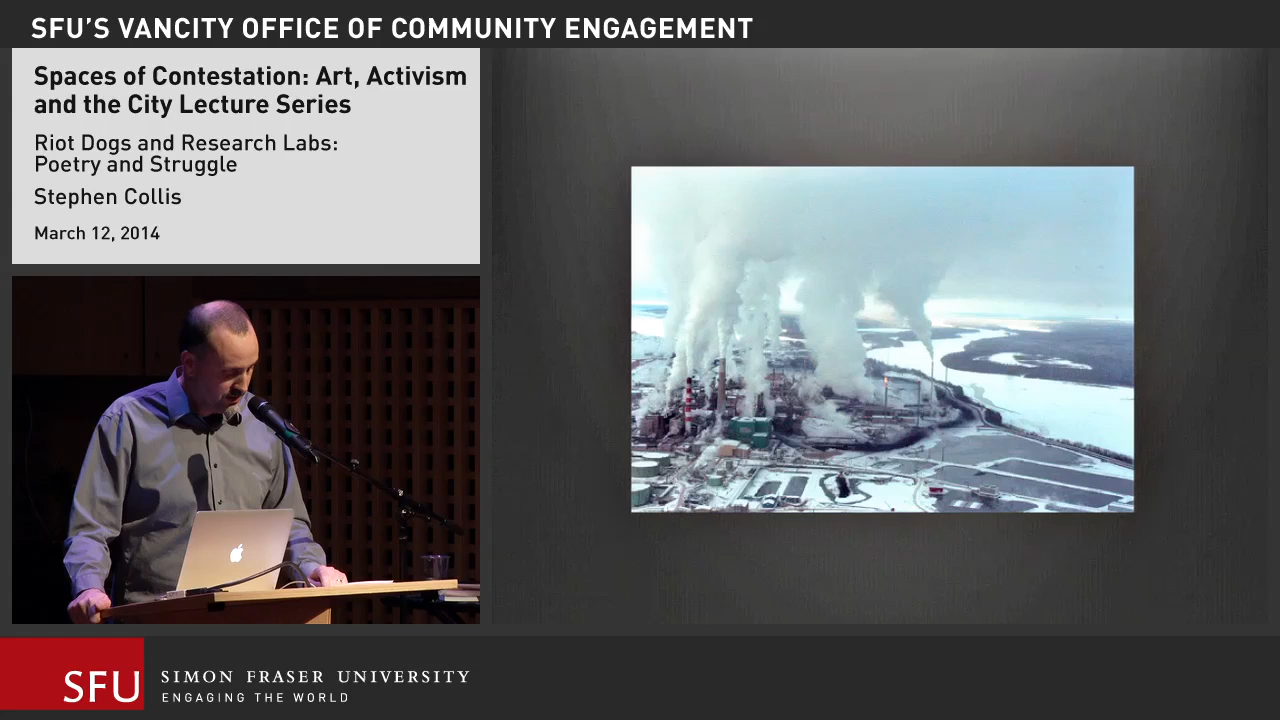 SFU'S VANCITY OFFICE OF COMMUNITY ENGAGEMENT
Spaces of Contestation: Art, Activism
and the City Lecture Series
Riot Dogs and Research Labs:
Poetry and Struggle
Stephen Collis
March 12, 2014
SFU
SIMON FRASER UNIVERSITY
ENGAGING THE WORLD